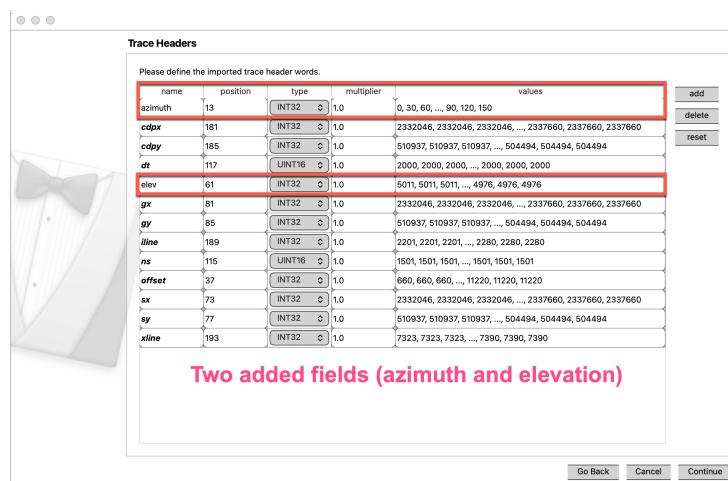 Trace Headers
Please define the imported trace header words.
name position type multiplier values
azimuth 13 INT32 1.0 0, 30, 60, ..., 90, 120, 150
cdpx 181 INT32 1.0 2332046, 2332046, 2332046, ..., 2337660, 2337660, 2337660
cdpy 185 INT32 1.0 510937, 510937, 510937, ..., 504494, 504494, 504494
dt 117 UINT16 1.0 2000, 2000, 2000, ..., 2000, 2000, 2000
elev 61 INT32 1.0 5011, 5011, 5011, ..., 4976, 4976, 4976
gx 81 INT32 1.0 2332046, 2332046, 2332046, ..., 2337660, 2337660, 2337660
gy 85 INT32 1.0 510937, 510937, 510937, ..., 504494, 504494, 504494
iline 189 INT32 1.0 2201, 2201, 2201, ..., 2280, 2280, 2280
ns 115 UINT16 1.0 1501, 1501, 1501, ..., 1501, 1501, 1501
offset 37 INT32 1.0 660, 660, 660, ..., 11220, 11220, 11220
sx 73 INT32 1.0 2332046, 2332046, 2332046, ..., 2337660, 2337660, 2337660
sy 77 INT32 1.0 510937, 510937, 510937, ..., 504494, 504494, 504494
xline 193 INT32 1.0 7323, 7323, 7323, ..., 7390, 7390, 7390
add
delete
reset
Two added fields (azimuth and elevation)
Go Back Cancel Continue